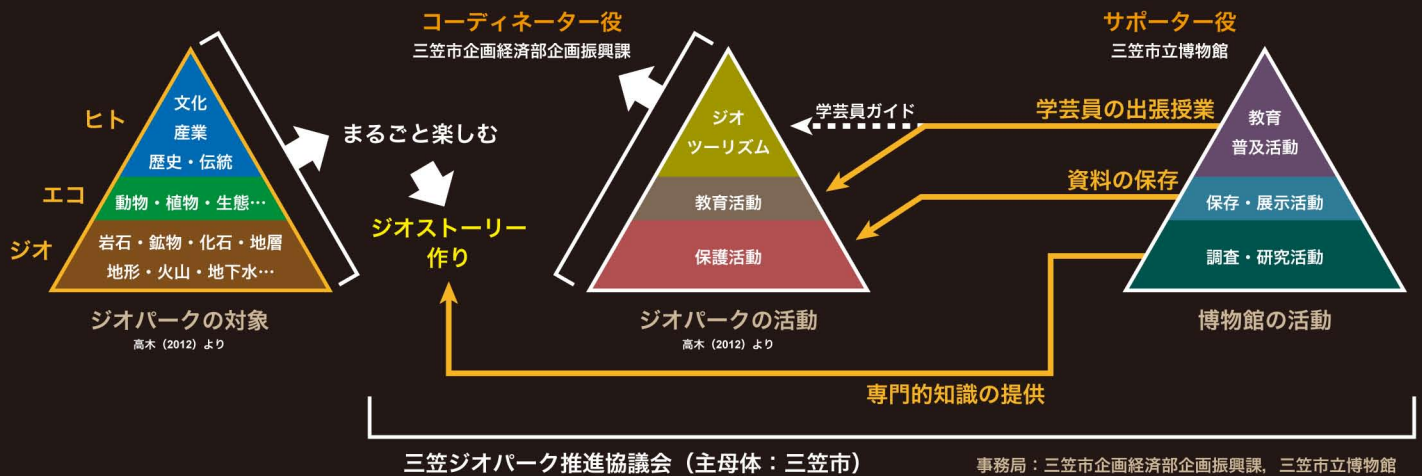 コーディネーター役
三笠市企画経済部企画振興課
サポーター役
三笠市立博物館
ヒト
文化
産業
歴史・伝統
エコ
動物・植物・生態…
ジオ
岩石・鉱物・化石・地層
地形・火山・地下水…
ジオパークの対象
高木（2012）より
まるごと楽しむ
ジオストーリー
作り
ジオ
ツーリズム
教育活動
保護活動
ジオパークの活動
高木（2012）より
学芸員ガイド
学芸員の出張授業
資料の保存
教育
普及活動
保存・展示活動
調査・研究活動
博物館の活動
専門的知識の提供
三笠ジオパーク推進協議会（主母体：三笠市）
事務局：三笠市企画経済部企画振興課，三笠市立博物館